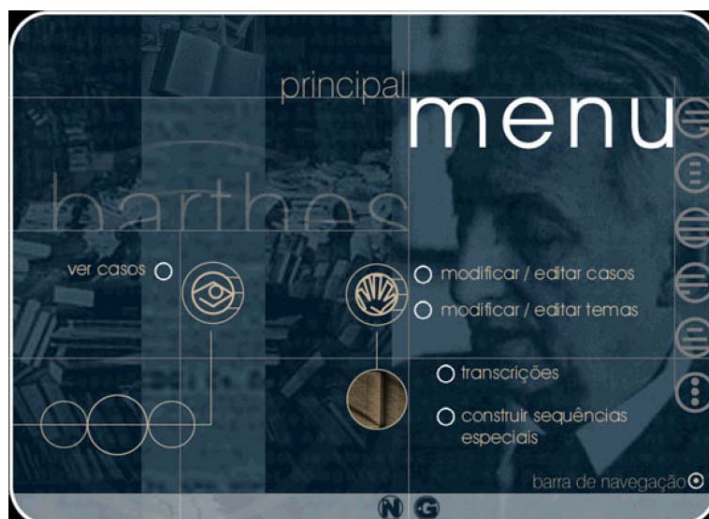 principal
menu
barthes
ver casos
modificar / editar casos
modificar / editar temas
transcrições
construir sequências
especiais
barra de navegação
N G